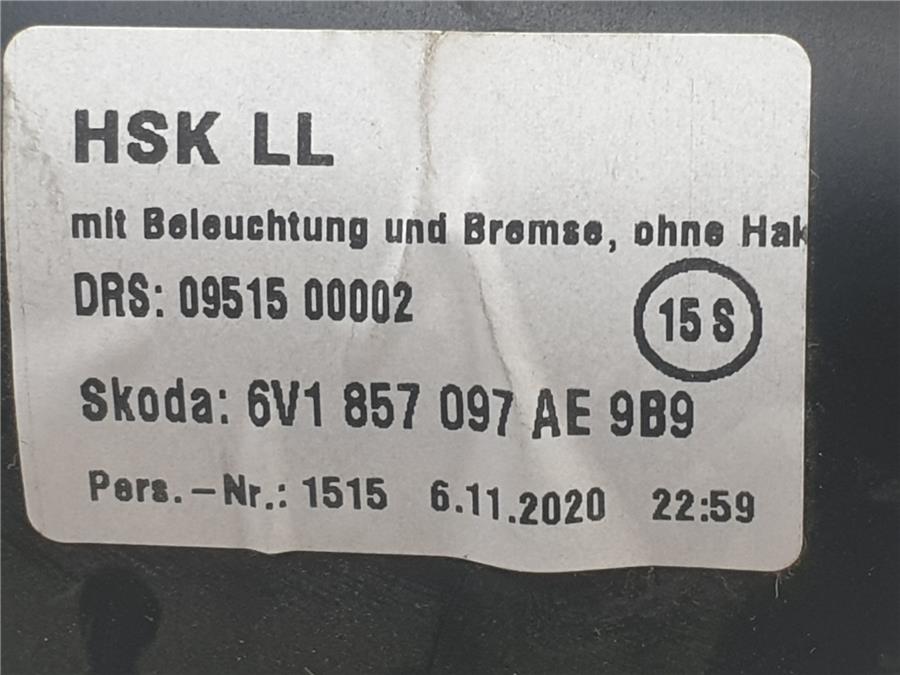 HSK LL
mit Beleuchtung und Bremse, ohne Hak
DRS: 09515 00002
15 S
Skoda: 6V1 857 097 AE 9B9
Pers.-Nr.: 1515 6.11.2020 22:59